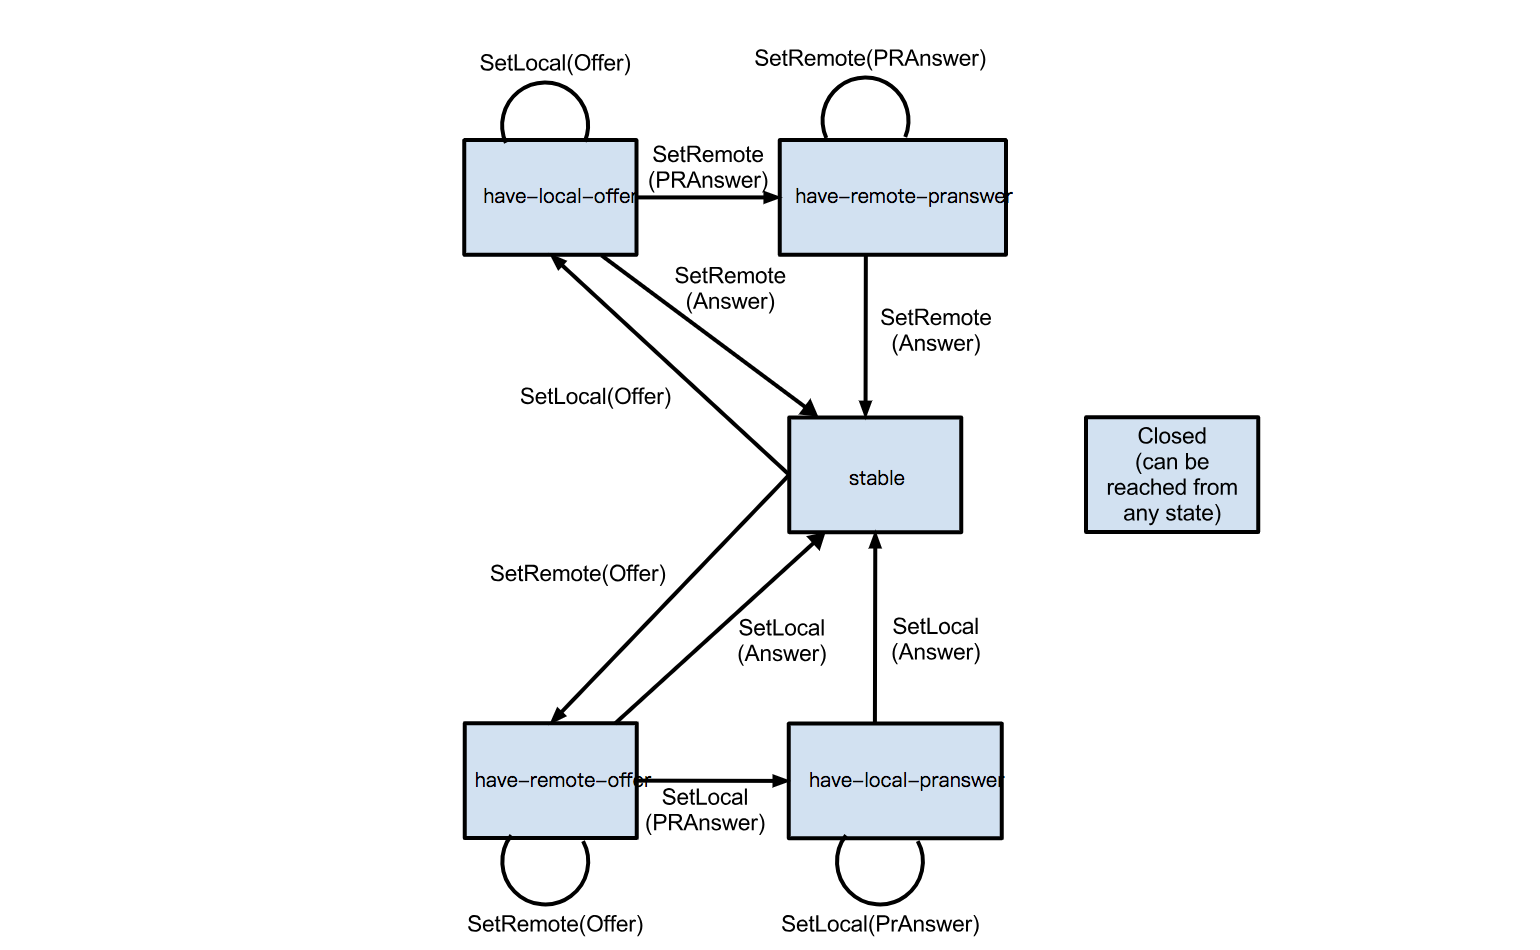 SetLocal(Offer)
SetRemote(PRAnswer)
have–local–offer
SetRemote
(PRAnswer)
have–remote–pranswer
SetRemote
(Answer)
SetRemote
(Answer)
SetLocal(Offer)
stable
Closed
(can be
reached from
any state)
SetRemote(Offer)
SetLocal
(Answer)
SetLocal
(Answer)
have–remote–offer
SetLocal
(PRAnswer)
have–local–pranswer
SetRemote(Offer)
SetLocal(PrAnswer)